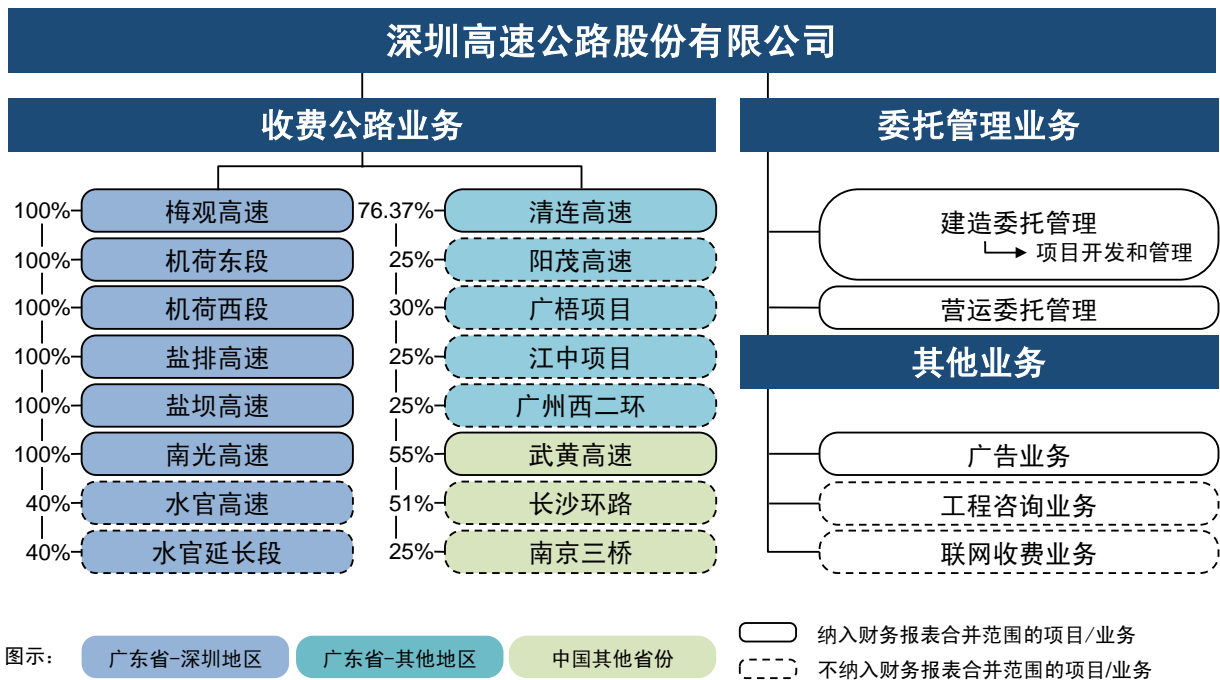 深圳高速公路股份有限公司
收费公路业务
100% 梅观高速
100% 机荷东段
100% 机荷西段
100% 盐排高速
100% 盐坝高速
100% 南光高速
40% 水官高速
40% 水官延长段
76.37% 清连高速
25% 阳茂高速
30% 广梧项目
25% 江中项目
25% 广州西二环
55% 武黄高速
51% 长沙环路
25% 南京三桥
委托管理业务
建造委托管理
项目开发和管理
营运委托管理
其他业务
广告业务
工程咨询业务
联网收费业务
图示： 广东省-深圳地区 广东省-其他地区 中国其他省份
纳入财务报表合并范围的项目/业务
不纳入财务报表合并范围的项目/业务